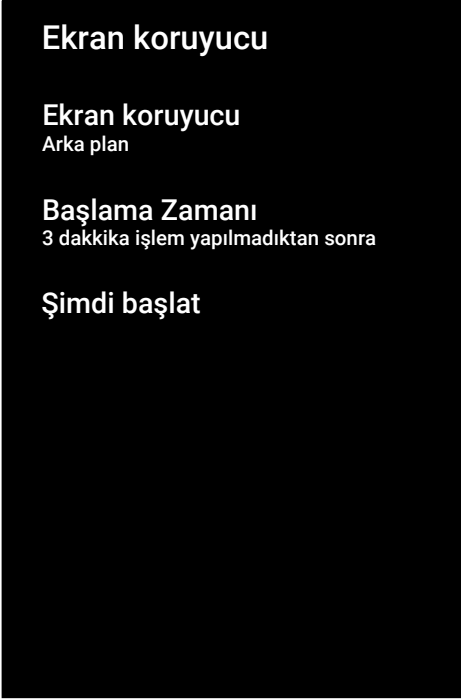 Ekran koruyucu
Ekran koruyucu
Arka plan
Başlama Zamanı
3 dakkika işlem yapılmadıktan sonra
Şimdi başlat